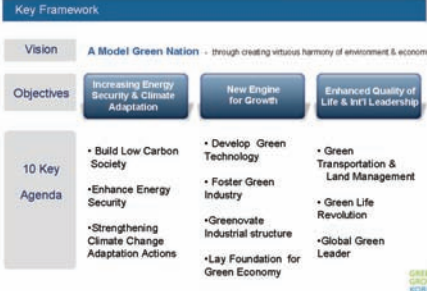 Key Framework
Vision
A Model Green Nation - through creating virtuous harmony of environment & econom
Objectives
Increasing Energy
Security & Climate
Adaptation
New Engine
for Growth
Enhanced Quality of
Life & Int'l Leadership
10 Key
Agenda
• Build Low Carbon
Society
•Enhance Energy
Security
•Strengthening
Climate Change
Adaptation Actions
• Develop Green
Technology
• Foster Green
Industry
•Greenovate
Industrial structure
•Lay Foundation for
Green Economy
• Green
Transportation &
Land Management
• Green Life
Revolution
•Global Green
Leader
GREE
GRO
KOR